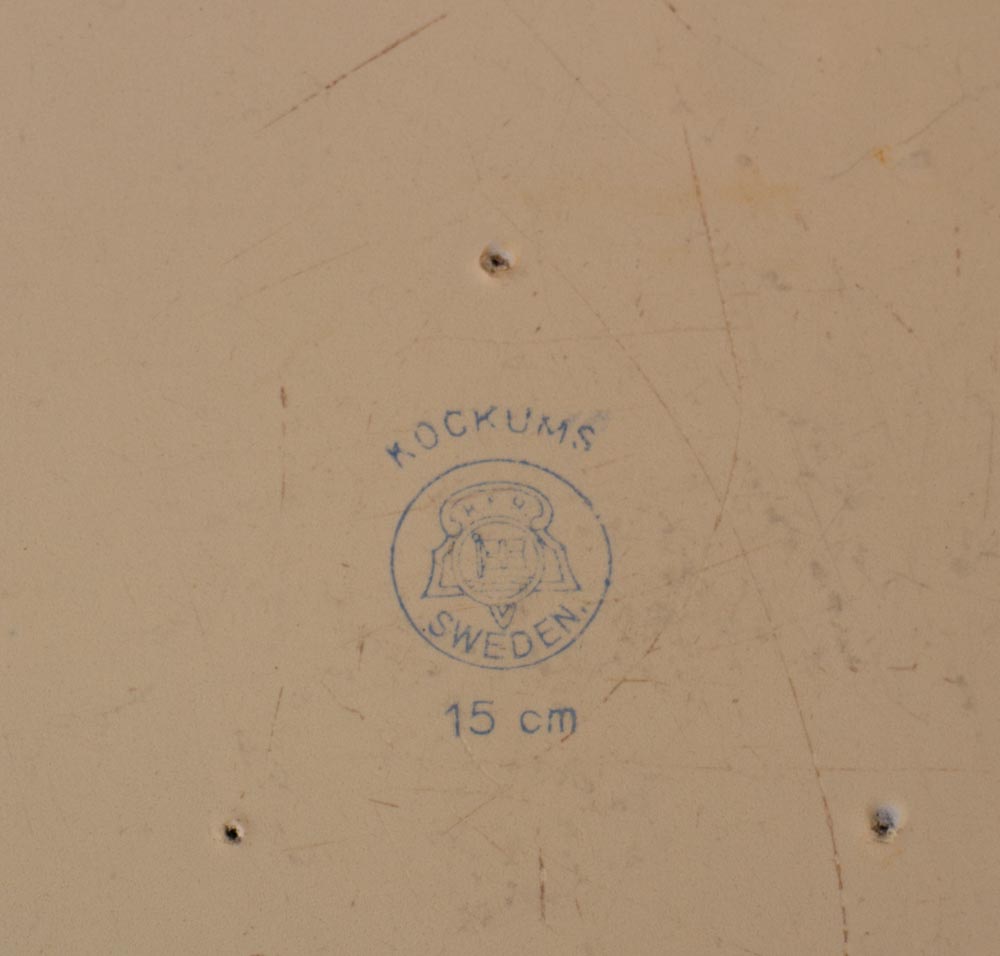 KOCKUMS
SWEDEN.
15 cm